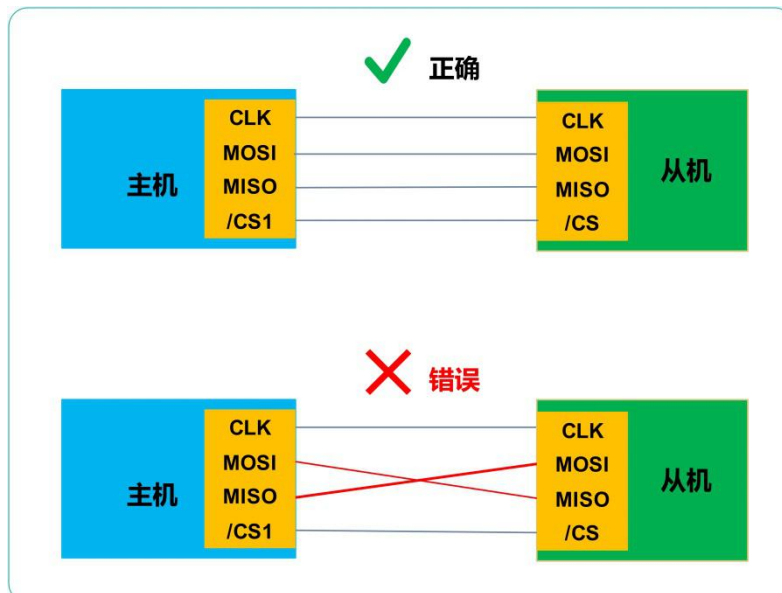 正确
主机
CLK
MOSI
MISO
/CS1
CLK
MOSI
MISO
/CS
从机
错误
主机
CLK
MOSI
MISO
/CS1
CLK
MOSI
MISO
/CS
从机